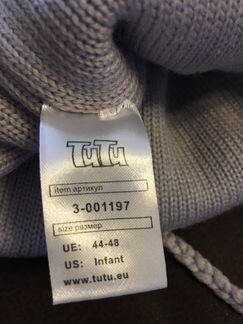 TuTu
item артикул
3-001197
size размер
UE: 44-48
US: Infant
www.tutu.eu